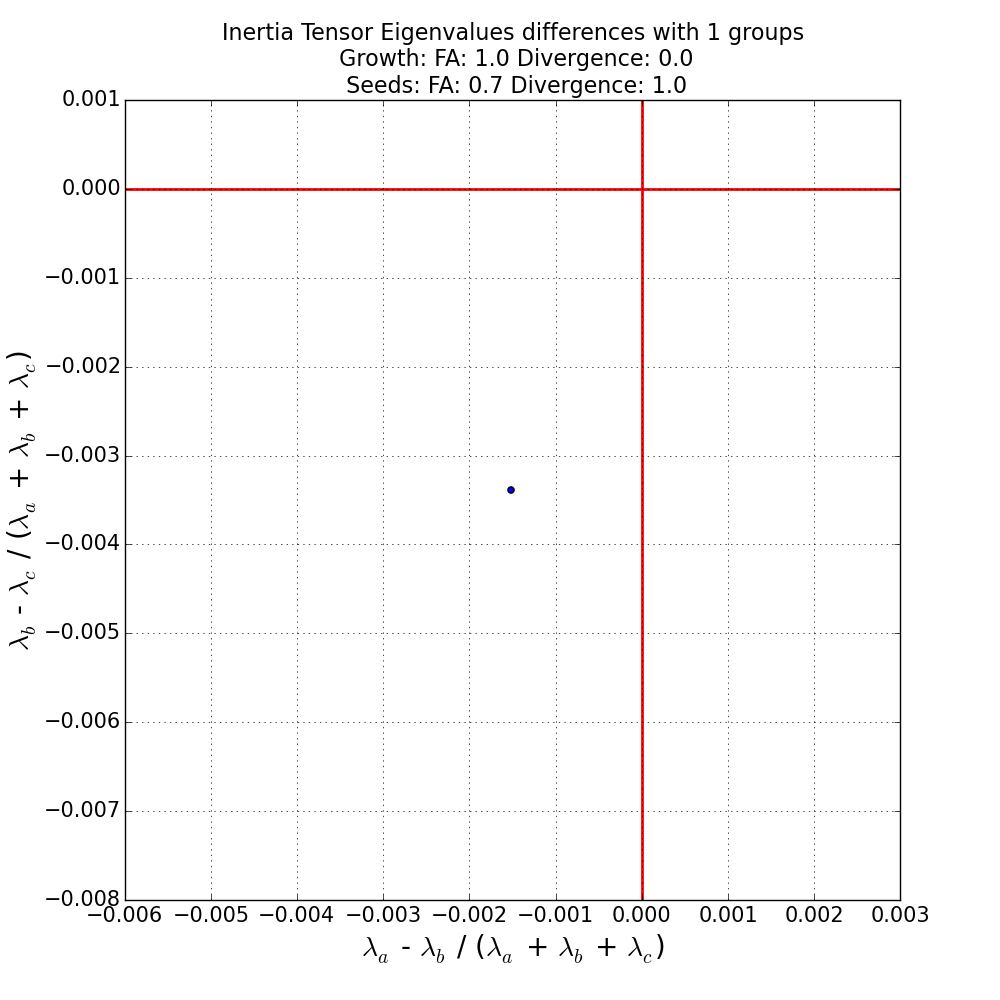 Inertia Tensor Eigenvalues differences with 1 groups
Growth: FA: 1.0 Divergence: 0.0
Seeds: FA: 0.7 Divergence: 1.0
0.001
0.000
−0.001
−0.002
−0.003
−0.004
−0.005
−0.006
−0.007
−0.008
λb - λc / (λa + λb + λc)
−0.006 −0.005 −0.004 −0.003 −0.002 −0.001 0.000 0.001 0.002 0.003
λa - λb / (λa + λb + λc)